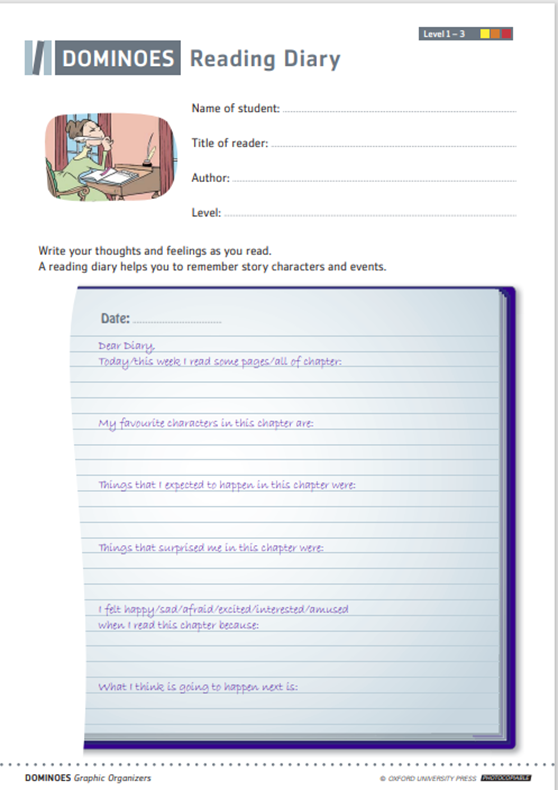 Level 1 – 3
DOMINOES Reading Diary
Name of student:
Title of reader:
Author:
Level:
Write your thoughts and feelings as you read.
A reading diary helps you to remember story characters and events.
Date:
Dear Diary,
Today/this week I read some pages/all of chapter:
My favourite characters in this chapter are:
Things that I expected to happen in this chapter were:
Things that surprised me in this chapter were:
I felt happy/sad/afraid/excited/interested/amused
when I read this chapter because:
What I think is going to happen next is:
DOMINOES Graphic Organizers © OXFORD UNIVERSITY PRESS PHOTOCOPIABLE